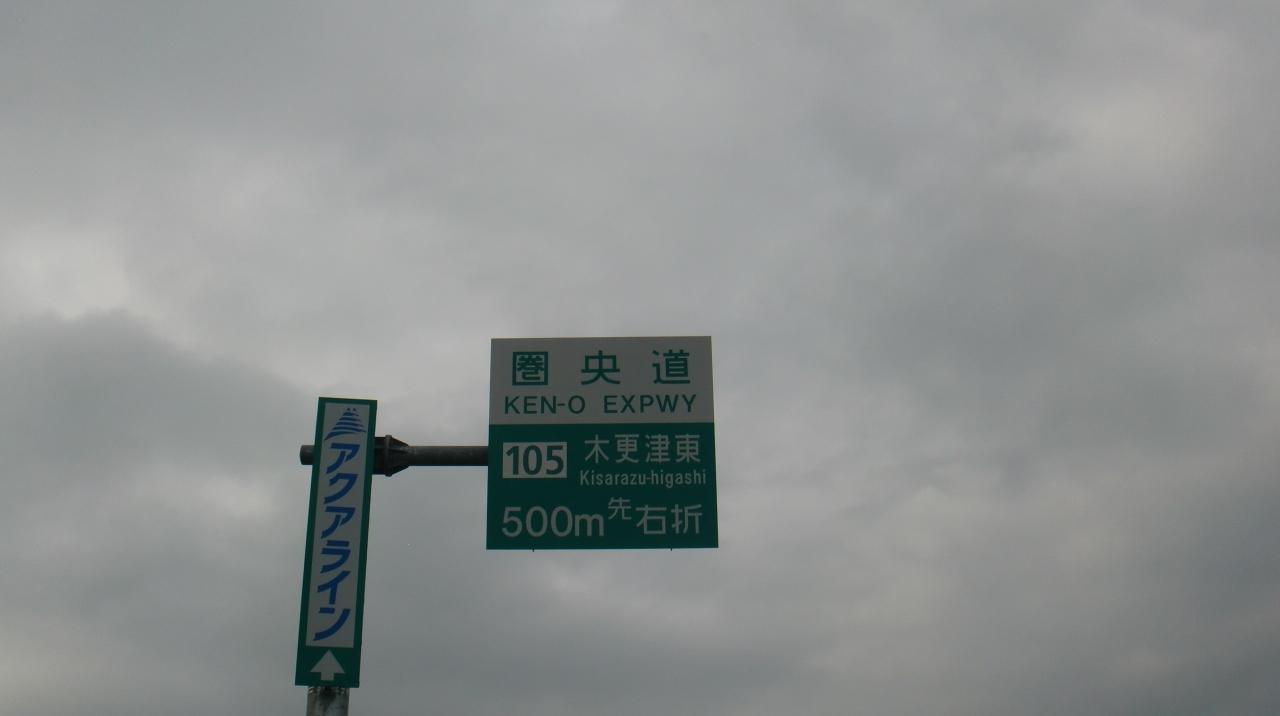 アクアライン
圏央道
KEN-O EXPWY
105 木更津東
Kisarazu-higashi
500m先右折